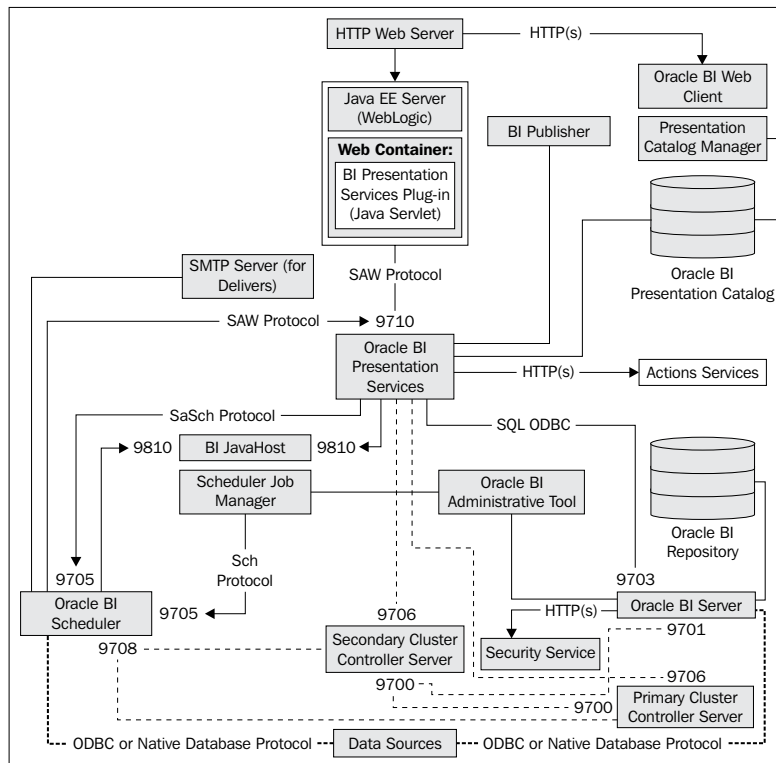 HTTP Web Server
HTTP(s)
Oracle BI Web
Client
Java EE Server
(WebLogic)
BI Publisher
Presentation
Catalog Manager
Web Container:
BI Presentation
Services Plug-in
(Java Servlet)
SMTP Server (for
Delivers)
SAW Protocol
Oracle BI
Presentation Catalog
SAW Protocol
9710
Oracle BI
Presentation
Services
HTTP(s)
Actions Services
SaSch Protocol
SQL ODBC
9810
BI JavaHost
9810
Scheduler Job
Manager
Oracle BI
Administrative Tool
Oracle BI
Repository
Sch
Protocol
9705
9703
Oracle BI
Scheduler
9705
9706
HTTP(s)
Oracle BI Server
9708
Secondary Cluster
Controller Server
Security Service
9701
9706
9700
9700
Primary Cluster
Controller Server
ODBC or Native Database Protocol
Data Sources
ODBC or Native Database Protocol